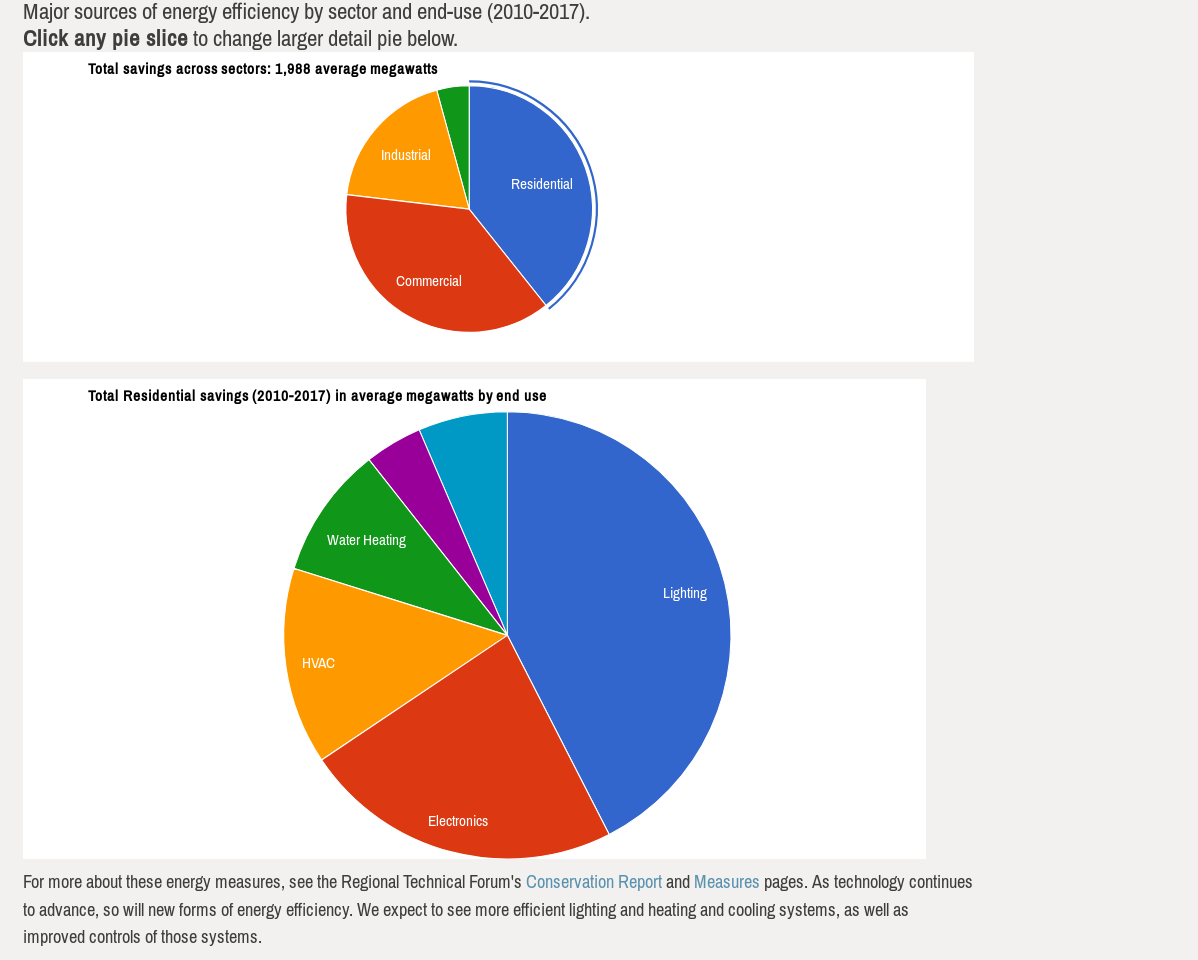 Major sources of energy efficiency by sector and end-use (2010-2017).
Click any pie slice to change larger detail pie below.
Total savings across sectors: 1,988 average megawatts
Industrial
Residential
Commercial
Total Residential savings (2010-2017) in average megawatts by end use
Water Heating
Lighting
HVAC
Electronics
For more about these energy measures, see the Regional Technical Forum's Conservation Report and Measures pages. As technology continues
to advance, so will new forms of energy efficiency. We expect to see more efficient lighting and heating and cooling systems, as well as
improved controls of those systems.